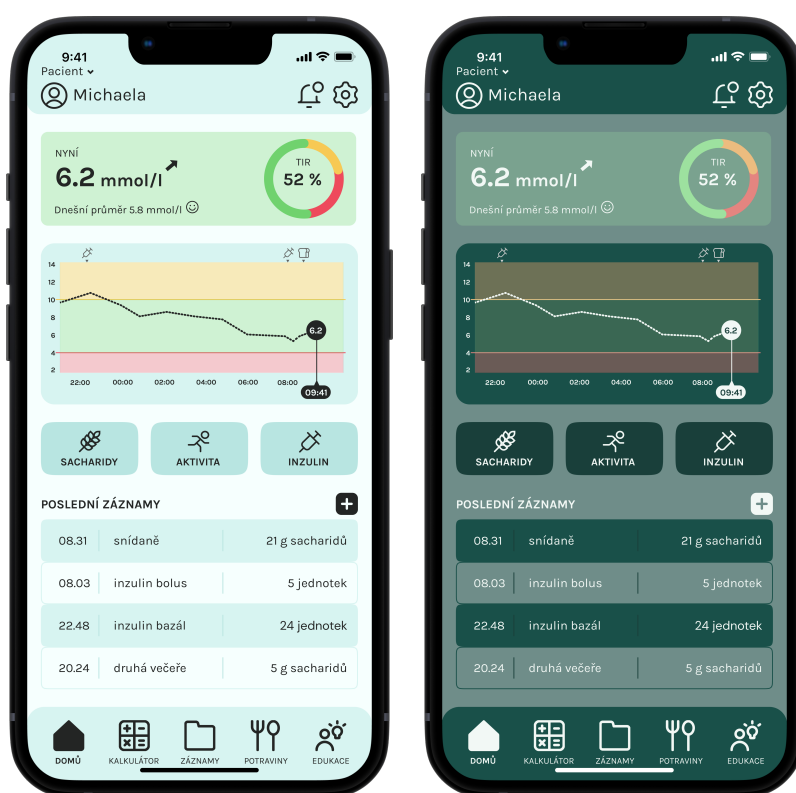 9:41
Pacient
Michaela
NYNÍ
6.2 mmol/l
Dnešní průměr 5.8 mmol/l
TIR
52 %
14
12
10
8
6
4
2
6.2
22:00 00:00 02:00 04:00 06:00 08:00
09:41
SACHARIDY AKTIVITA INZULIN
POSLEDNÍ ZÁZNAMY
08.31 snídaně 21 g sacharidů
08.03 inzulin bolus 5 jednotek
22.48 inzulin bazál 24 jednotek
20.24 druhá večeře 5 g sacharidů
DOMŮ KALKULÁTOR ZÁZNAMY POTRAVINY EDUKACE
9:41
Pacient
Michaela
NYNÍ
6.2 mmol/l
Dnešní průměr 5.8 mmol/l
TIR
52 %
14
12
10
8
6
4
2
6.2
22:00 00:00 02:00 04:00 06:00 08:00
09:41
SACHARIDY AKTIVITA INZULIN
POSLEDNÍ ZÁZNAMY
08.31 snídaně 21 g sacharidů
08.03 inzulin bolus 5 jednotek
22.48 inzulin bazál 24 jednotek
20.24 druhá večeře 5 g sacharidů
DOMŮ KALKULÁTOR ZÁZNAMY POTRAVINY EDUKACE